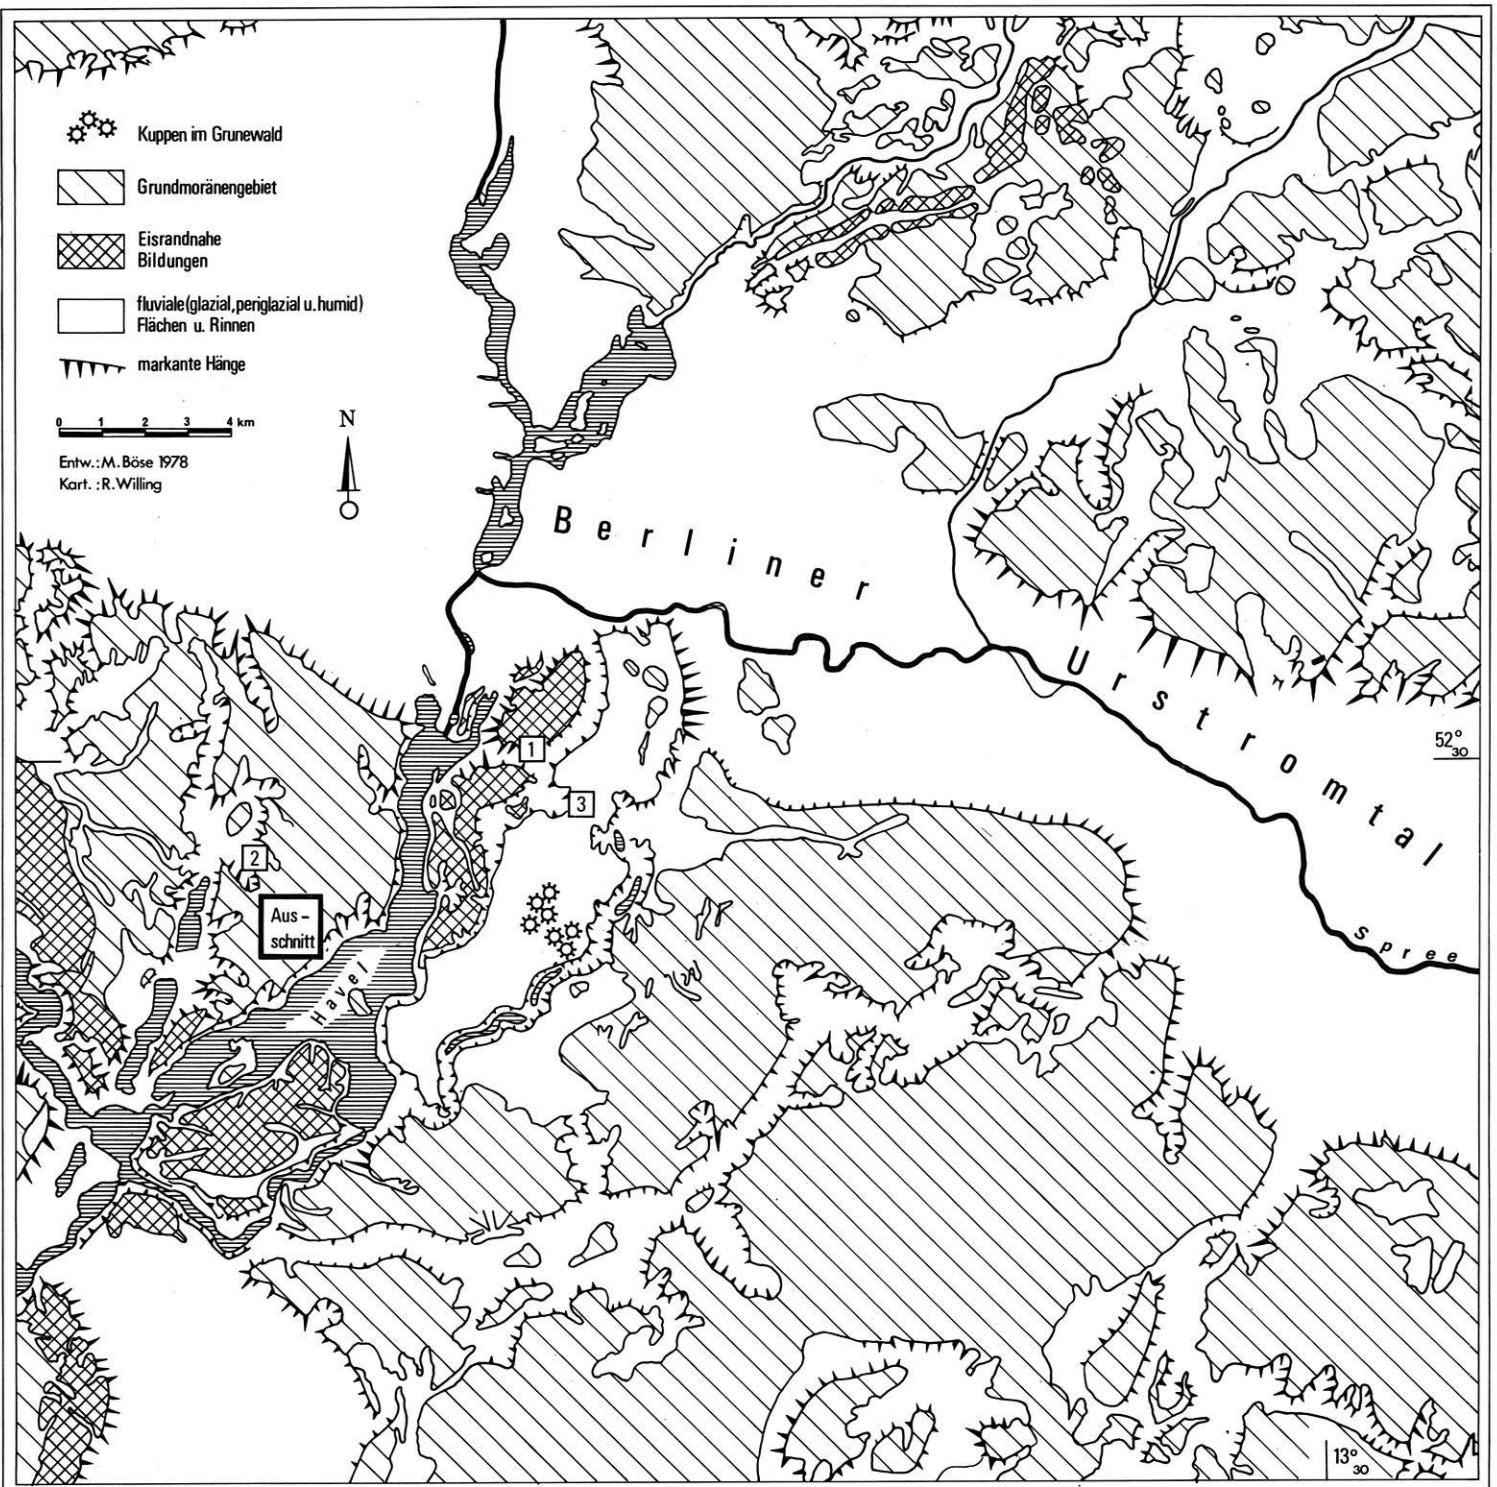 Kuppen im Grunewald
Grundmoränengebiet
Eisrandnahe
Bildungen
fluviale(glazial,periglazial u.humid)
Flächen u. Rinnen
markante Hänge
0 1 2 3 4 km
Entw.:M.Böse 1978
Kart. :R.Willing
N
Berliner
Urstromtal
52°30
1
3
2
Aus-
schnitt
Spree
Havel
13°30